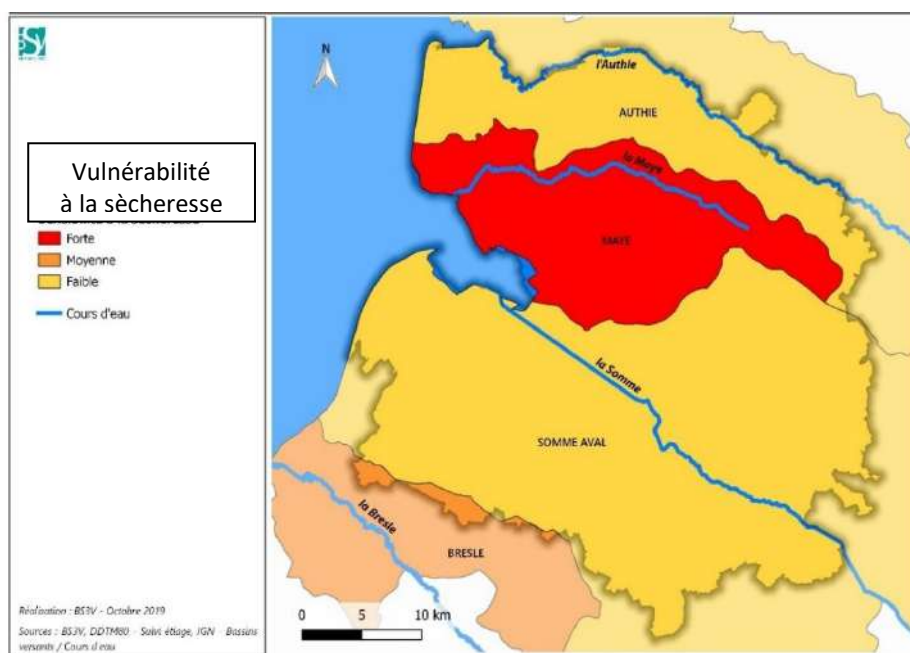 Vulnérabilité
à la sècheresse
Forte
Moyenne
Faible
Cours d'eau
N
l'Authie
AUTHIE
la Maye
MAYE
la Somme
SOMME AVAL
la Bresle
BRESLE
0 5 10 km
Réalisation : BS3V - Octobre 2019
Sources : BS3V, DDTM80 - Suivi étiage, IGN - Bassins
versants / Cours d'eau